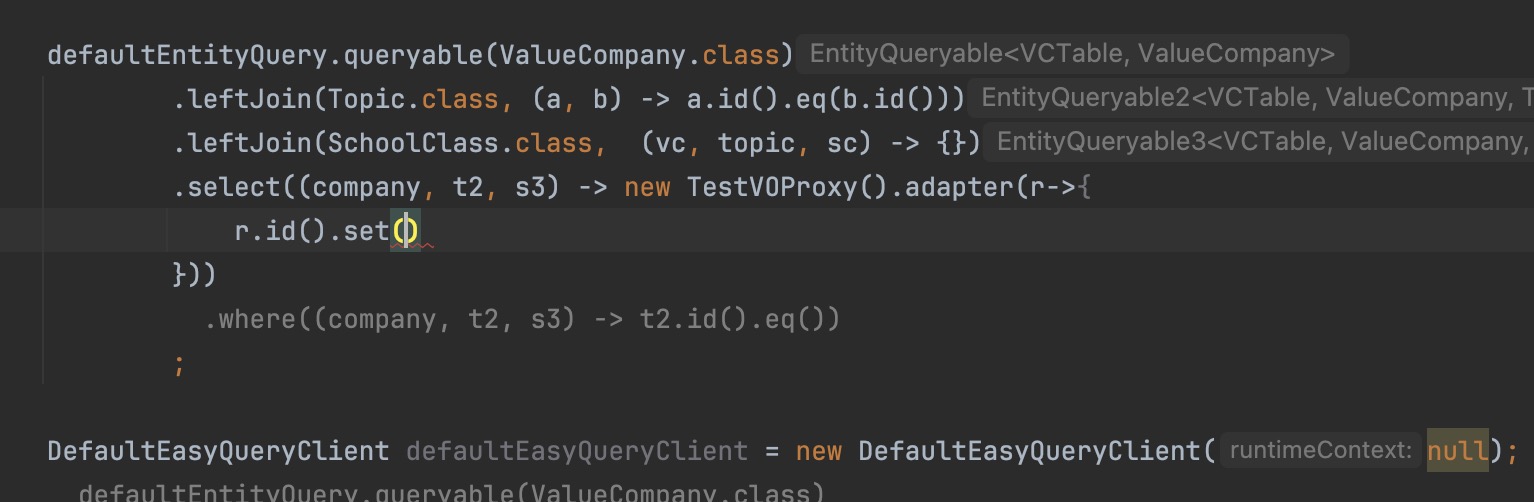 defaultEntityQuery.queryable(ValueCompany.class) EntityQueryable<VCTable, ValueCompany>
.leftJoin(Topic.class, (a, b) -> a.id().eq(b.id())) EntityQueryable2<VCTable, ValueCompany, T
.leftJoin(SchoolClass.class,  (vc, topic, sc) -> {}) EntityQueryable3<VCTable, ValueCompany,
.select((company, t2, s3) -> new TestVOProxy().adapter(r->{
r.id().set()
}))
.where((company, t2, s3) -> t2.id().eq())
;
DefaultEasyQueryClient defaultEasyQueryClient = new DefaultEasyQueryClient( runtimeContext: null);
defaultEntityQuery.queryable(ValueCompany.class)